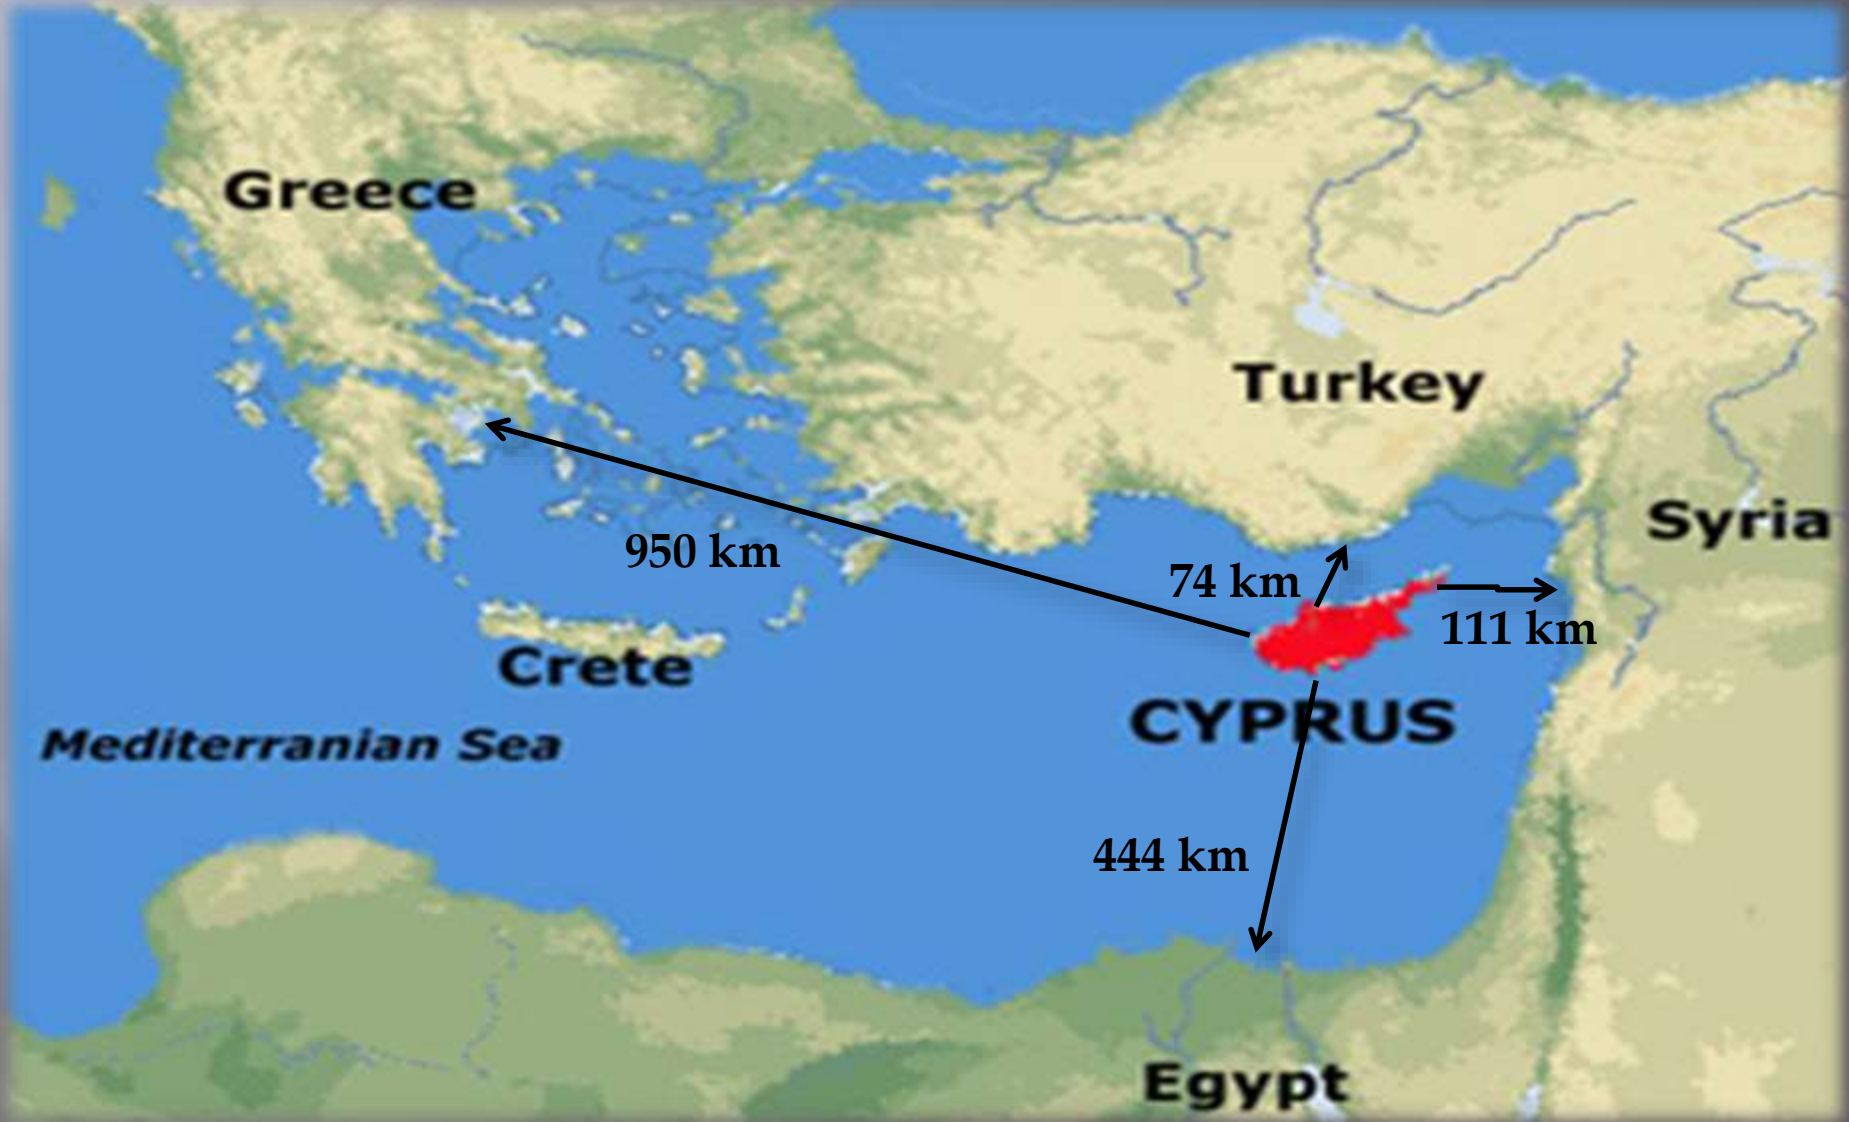 Greece
Turkey
Syria
950 km
74 km
111 km
Crete
CYPRUS
Mediterranian Sea
444 km
Egypt